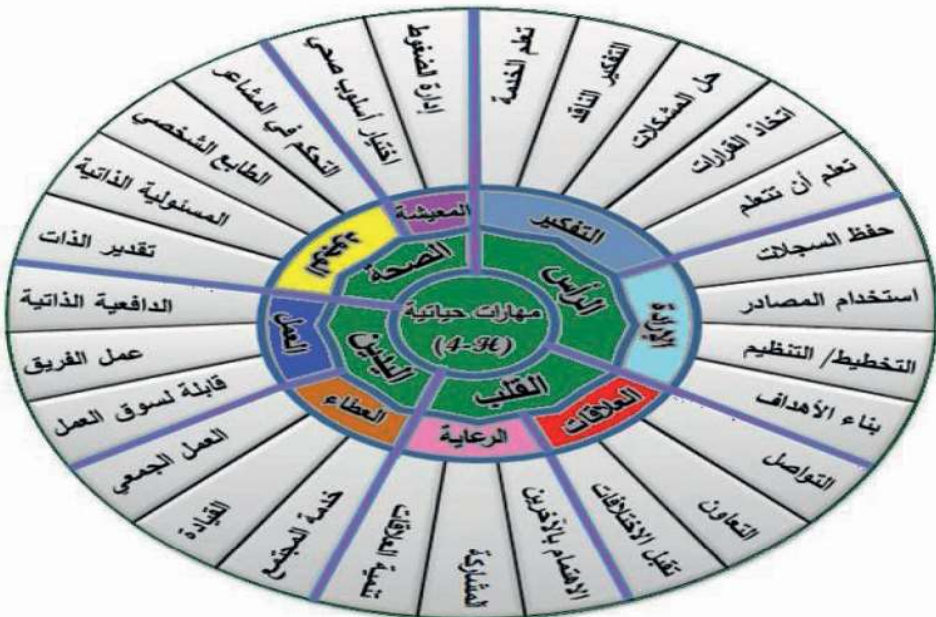 مهارات حياتية
(4-H)
الرأس
القلب
اليدين
الصحة
التفكير
الإدارة
العلاقات
الرعاية
العطاء
العمل
الوجود
المعيشة
تعلم الخدمة
التفكير الناقد
حل المشكلات
اتخاذ القرارات
تعلم أن تتعلم
حفظ السجلات
استخدام المصادر
التخطيط/ التنظيم
بناء الأهداف
التواصل
التعاون
تقبل الاختلافات
الاهتمام بالآخرين
المشاركة
تنمية العلاقات
خدمة المجتمع
القيادة
العمل الجمعي
قابلة لسوق العمل
عمل الفريق
الدافعية الذاتية
تقدير الذات
المسئولية الذاتية
الطابع الشخصي
التحكم في المشاعر
اختيار أسلوب صحي
إدارة لضغوط